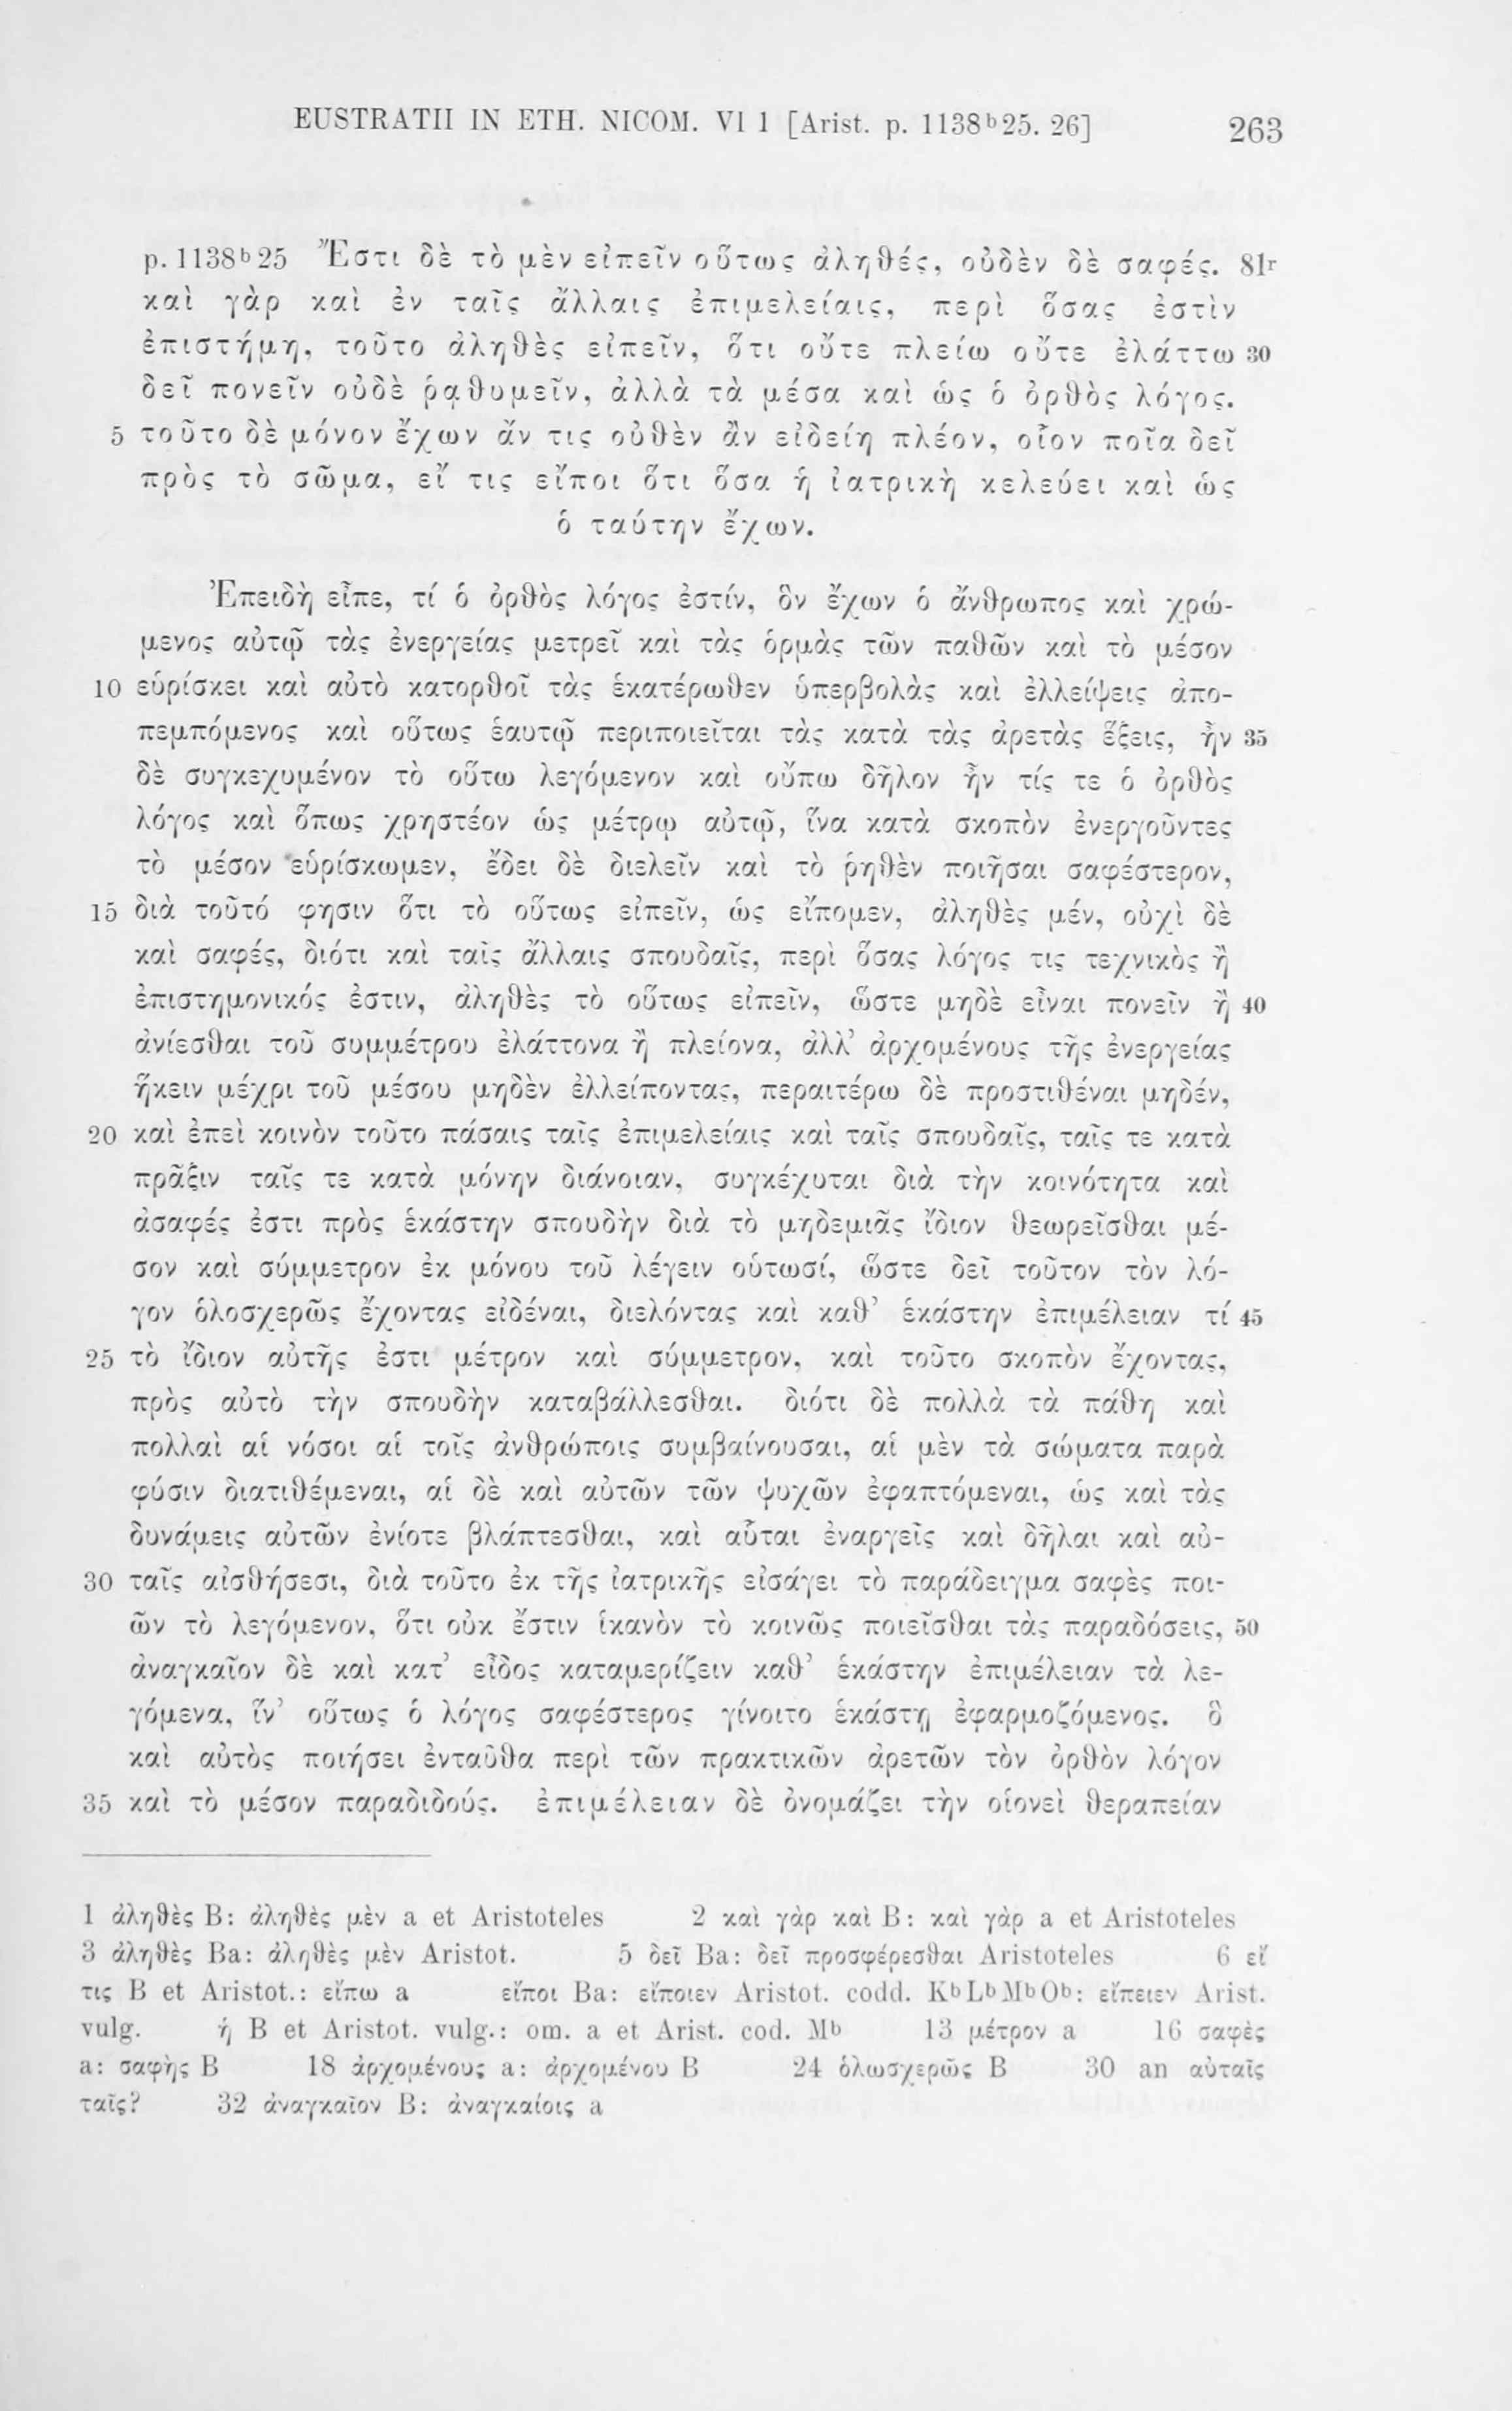 EUSTRATII IN ETH. NICOM. VI 1 [Arist. p. 1138ᵇ25. 26] 263
p. 1138ᵇ25 Ἔστι δὲ τὸ μὲν εἰπεῖν οὕτως ἀληθές, οὐδὲν δὲ σαφές. 81ʳ
καὶ γὰρ καὶ ἐν ταῖς ἄλλαις ἐπιμελείαις, περὶ ὅσας ἐστὶν
ἐπιστήμη, τοῦτο ἀληθὲς εἰπεῖν, ὅτι οὔτε πλείω οὔτε ἐλάττω 30
δεῖ πονεῖν οὐδὲ ῥᾳθυμεῖν, ἀλλὰ τὰ μέσα καὶ ὡς ὁ ὀρθὸς λόγος.
5 τοῦτο δὲ μόνον ἔχων ἄν τις οὐθὲν ἂν εἰδείη πλέον, οἷον ποῖα δεῖ
πρὸς τὸ σῶμα, εἴ τις εἴποι ὅτι ὅσα ἡ ἰατρικὴ κελεύει καὶ ὡς
ὁ ταύτην ἔχων.
Ἐπειδὴ εἶπε, τί ὁ ὀρθὸς λόγος ἐστίν, ὃν ἔχων ὁ ἄνθρωπος καὶ χρώ-
μενος αὐτῷ τὰς ἐνεργείας μετρεῖ καὶ τὰς ὁρμὰς τῶν παθῶν καὶ τὸ μέσον
10 εὑρίσκει καὶ αὐτὸ κατορθοῖ τὰς ἑκατέρωθεν ὑπερβολὰς καὶ ἐλλείψεις ἀπο-
πεμπόμενος καὶ οὕτως ἑαυτῷ περιποιεῖται τὰς κατὰ τὰς ἀρετὰς ἕξεις, ἦν 35
δὲ συγκεχυμένον τὸ οὕτω λεγόμενον καὶ οὔπω δῆλον ἦν τίς τε ὁ ὀρθὸς
λόγος καὶ ὅπως χρηστέον ὡς μέτρῳ αὐτῷ, ἵνα κατὰ σκοπὸν ἐνεργοῦντες
τὸ μέσον εὑρίσκωμεν, ἔδει δὲ διελεῖν καὶ τὸ ῥηθὲν ποιῆσαι σαφέστερον,
15 διὰ τοῦτό φησιν ὅτι τὸ οὕτως εἰπεῖν, ὡς εἴπομεν, ἀληθὲς μέν, οὐχὶ δὲ
καὶ σαφές, διότι καὶ ταῖς ἄλλαις σπουδαῖς, περὶ ὅσας λόγος τις τεχνικὸς ἢ
ἐπιστημονικός ἐστιν, ἀληθὲς τὸ οὕτως εἰπεῖν, ὥστε μηδὲ εἶναι πονεῖν ἢ 40
ἀνίεσθαι τοῦ συμμέτρου ἐλάττονα ἢ πλείονα, ἀλλ’ ἀρχομένους τῆς ἐνεργείας
ἥκειν μέχρι τοῦ μέσου μηδὲν ἐλλείποντας, περαιτέρω δὲ προστιθέναι μηδέν,
20 καὶ ἐπεὶ κοινὸν τοῦτο πάσαις ταῖς ἐπιμελείαις καὶ ταῖς σπουδαῖς, ταῖς τε κατὰ
πρᾶξιν ταῖς τε κατὰ μόνην διάνοιαν, συγκέχυται διὰ τὴν κοινότητα καὶ
ἀσαφές ἐστι πρὸς ἑκάστην σπουδὴν διὰ τὸ μηδεμιᾶς ἴδιον θεωρεῖσθαι μέ-
σον καὶ σύμμετρον ἐκ μόνου τοῦ λέγειν οὑτωσί, ὥστε δεῖ τοῦτον τὸν λό-
γον ὁλοσχερῶς ἔχοντας εἰδέναι, διελόντας καὶ καθ’ ἑκάστην ἐπιμέλειαν τί 45
25 τὸ ἴδιον αὐτῆς ἐστι μέτρον καὶ σύμμετρον, καὶ τοῦτο σκοπὸν ἔχοντας,
πρὸς αὐτὸ τὴν σπουδὴν καταβάλλεσθαι. διότι δὲ πολλὰ τὰ πάθη καὶ
πολλαὶ αἱ νόσοι αἱ τοῖς ἀνθρώποις συμβαίνουσαι, αἱ μὲν τὰ σώματα παρὰ
φύσιν διατιθέμεναι, αἱ δὲ καὶ αὐτῶν τῶν ψυχῶν ἐφαπτόμεναι, ὡς καὶ τὰς
δυνάμεις αὐτῶν ἐνίοτε βλάπτεσθαι, καὶ αὗται ἐναργεῖς καὶ δῆλαι καὶ αὐ-
30 ταῖς αἰσθήσεσι, διὰ τοῦτο ἐκ τῆς ἰατρικῆς εἰσάγει τὸ παράδειγμα σαφὲς ποι-
ῶν τὸ λεγόμενον, ὅτι οὐκ ἔστιν ἱκανὸν τὸ κοινῶς ποιεῖσθαι τὰς παραδόσεις, 50
ἀναγκαῖον δὲ καὶ κατ’ εἶδος καταμερίζειν καθ’ ἑκάστην ἐπιμέλειαν τὰ λε-
γόμενα, ἵν’ οὕτως ὁ λόγος σαφέστερος γίνοιτο ἑκάστῃ ἐφαρμοζόμενος. ὃ
καὶ αὐτὸς ποιήσει ἐνταῦθα περὶ τῶν πρακτικῶν ἀρετῶν τὸν ὀρθὸν λόγον
35 καὶ τὸ μέσον παραδιδούς. ἐπιμέλειαν δὲ ὀνομάζει τὴν οἱονεὶ θεραπείαν
1 ἀληθὲς B: ἀληθὲς μὲν a et Aristoteles 2 καὶ γὰρ καὶ B: καὶ γὰρ a et Aristoteles
3 ἀληθὲς Ba: ἀληθὲς μὲν Aristot. 5 δεῖ Ba: δεῖ προσφέρεσθαι Aristoteles 6 εἴ
τις B et Aristot.: εἴπω a εἴποι Ba: εἴποιεν Aristot. codd. KᵇLᵇMᵇOᵇ: εἴπειεν Arist.
vulg. ἡ B et Aristot. vulg.: om. a et Arist. cod. Mᵇ 13 μέτρον a 16 σαφὲς
a: σαφὴς B 18 ἀρχομένους a: ἀρχομένου B 24 ὁλωσχερῶς B 30 an αὐταῖς
ταῖς? 32 ἀναγκαῖον B: ἀναγκαίοις a